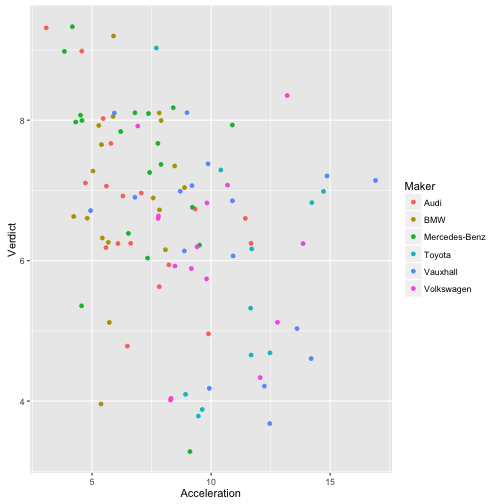 8
6
4
Verdict
5
10
15
Acceleration
Maker
Audi
BMW
Mercedes-Benz
Toyota
Vauxhall
Volkswagen